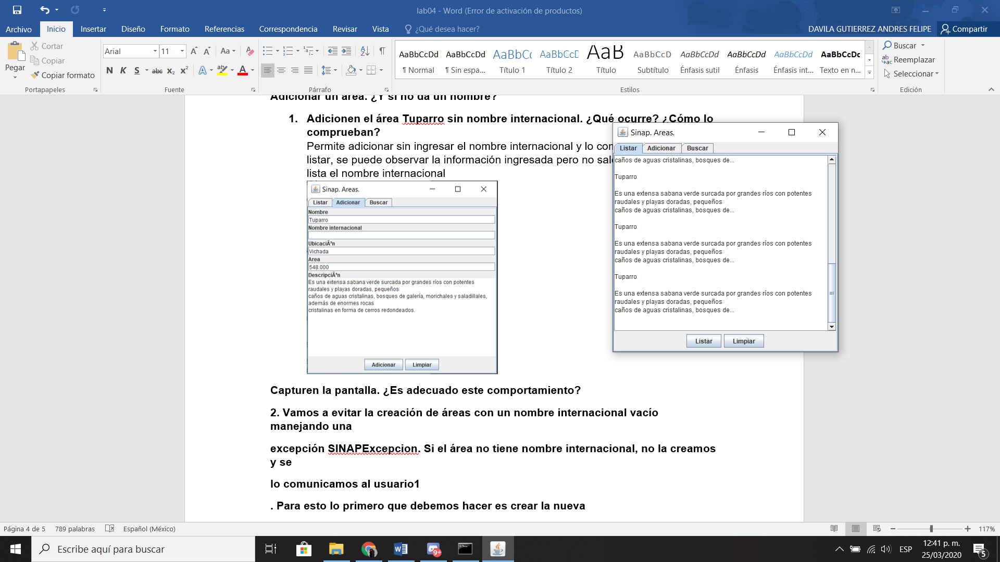 lab04 - Word (Error de activación de productos)
Archivo Inicio Insertar Diseño Formato Referencias Correspondencia Revisar Vista ¿Qué desea hacer? DAVILA GUTIERREZ ANDRES FELIPE Compartir
Pegar
Cortar
Copiar
Copiar formato
Portapapeles
Arial 11
Aa
N K S abc x₂ x²
Fuente
Párrafo
AaBbCcDd AaBbCcDd AaBbC AaBbCcD AaB AaBbCcD AaBbCcDd AaBbCcDd AaBbCcDd AaBbCcDc
¶ Normal ¶ Sin espa... Título 1 Título 2 Título Subtítulo Énfasis sutil Énfasis Énfasis int... Texto en n...
Estilos
Buscar
Reemplazar
Seleccionar
Edición
Adicionar un área. ¿Y si no da un nombre?
1. Adicionen el área Tuparro sin nombre internacional. ¿Qué ocurre? ¿Cómo lo
comprueban?
Permite adicionar sin ingresar el nombre internacional y lo
listar, se puede observar la información ingresada pero no
lista el nombre internacional
Sinap. Areas.
Listar Adicionar Buscar
Nombre
Tuparro
Nombre internacional
UbicaciÃ³n
Vichada
Area
548.000
DescripciÃ³n
Es una extensa sabana verde surcada por grandes ríos con potentes
raudales y playas doradas, pequeños
caños de aguas cristalinas, bosques de galería, morichales y saladillales,
además de enormes rocas
cristalinas en forma de cerros redondeados.
Adicionar Limpiar
Capturen la pantalla. ¿Es adecuado este comportamiento?
2. Vamos a evitar la creación de áreas con un nombre internacional vacío
manejando una
excepción SINAPExcepcion. Si el área no tiene nombre internacional, no la creamos
y se
lo comunicamos al usuario1
. Para esto lo primero que debemos hacer es crear la nueva
Sinap. Areas.
Listar Adicionar Buscar
caños de aguas cristalinas, bosques de...
Tuparro
Es una extensa sabana verde surcada por grandes ríos con potentes
raudales y playas doradas, pequeños
caños de aguas cristalinas, bosques de...
Tuparro
Es una extensa sabana verde surcada por grandes ríos con potentes
raudales y playas doradas, pequeños
caños de aguas cristalinas, bosques de...
Tuparro
Es una extensa sabana verde surcada por grandes ríos con potentes
raudales y playas doradas, pequeños
caños de aguas cristalinas, bosques de...
Listar Limpiar
Página 4 de 5 789 palabras Español (México) 117%
Escribe aquí para buscar
9+
ESP
12:41 p. m.
25/03/2020
5